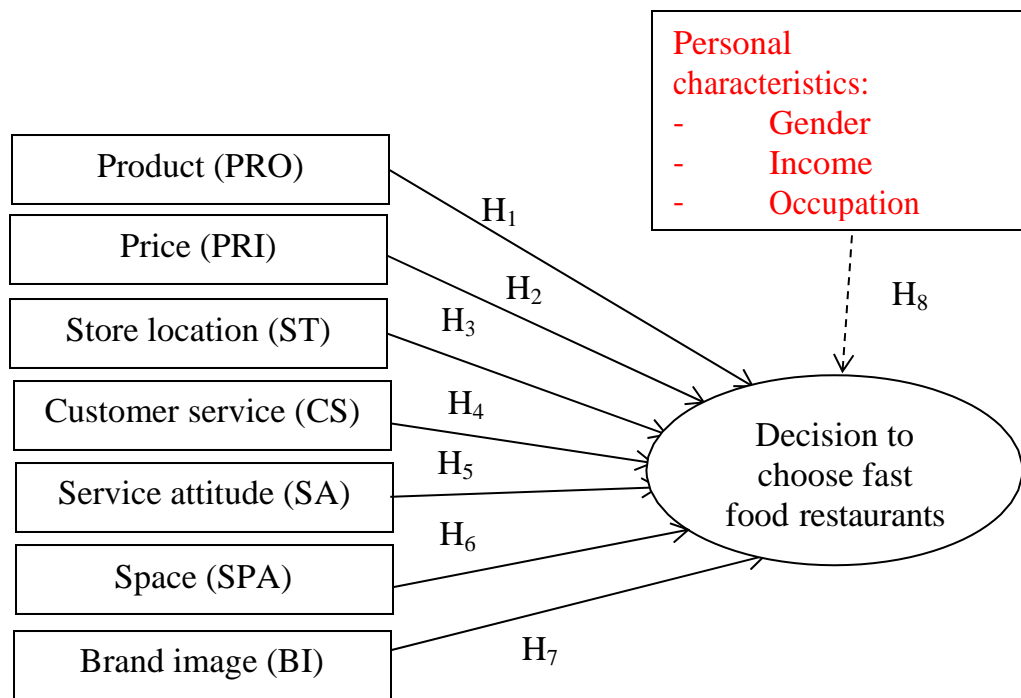 Personal
characteristics:
- Gender
- Income
- Occupation
Product (PRO)
Price (PRI)
Store location (ST)
Customer service (CS)
Service attitude (SA)
Space (SPA)
Brand image (BI)
H₁
H₂
H₃
H₄
H₅
H₆
H₇
H₈
Decision to
choose fast
food restaurants